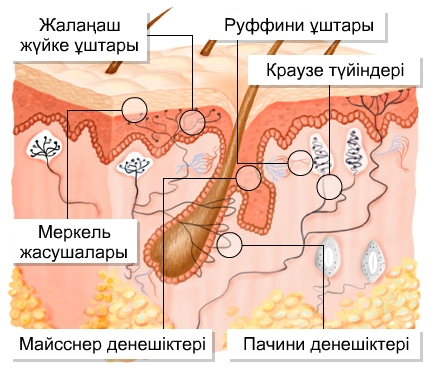 Жалаңаш
жүйке ұштары
Руффини ұштары
Краузе түйіндері
Меркель
жасушалары
Майсснер денешіктері
Пачини денешіктері